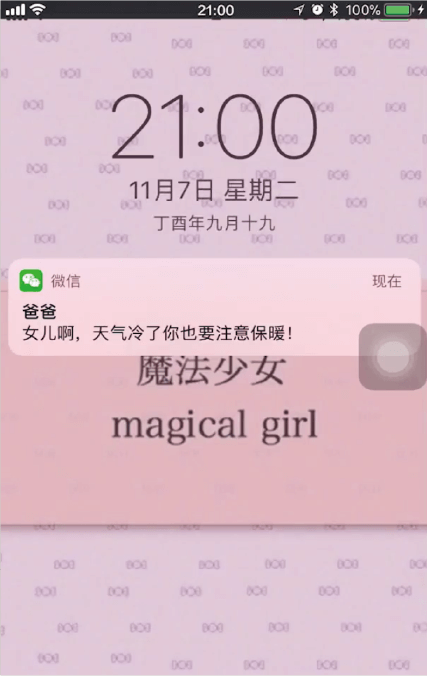 21:00
100%
21:00
11月7日 星期二
丁酉年九月十九
微信
现在
爸爸
女儿啊，天气冷了你也要注意保暖！
魔法少女
magical girl